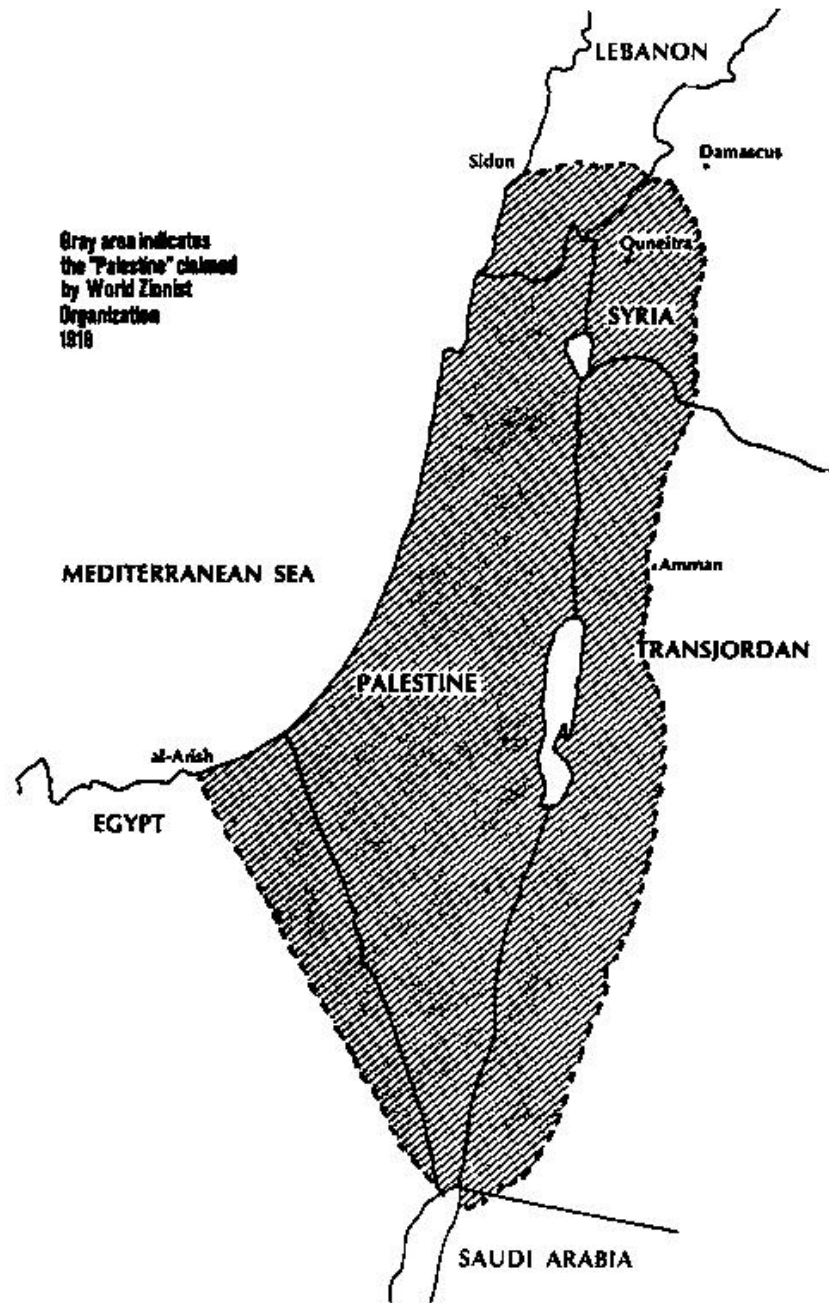 LEBANON
Sidon
Damascus
Gray area indicates
the "Palestine" claimed
by World Zionist
Organization
Quneitra
SYRIA
MEDITERRANEAN SEA
Amman
TRANSJORDAN
PALESTINE
al-Arish
EGYPT
SAUDI ARABIA